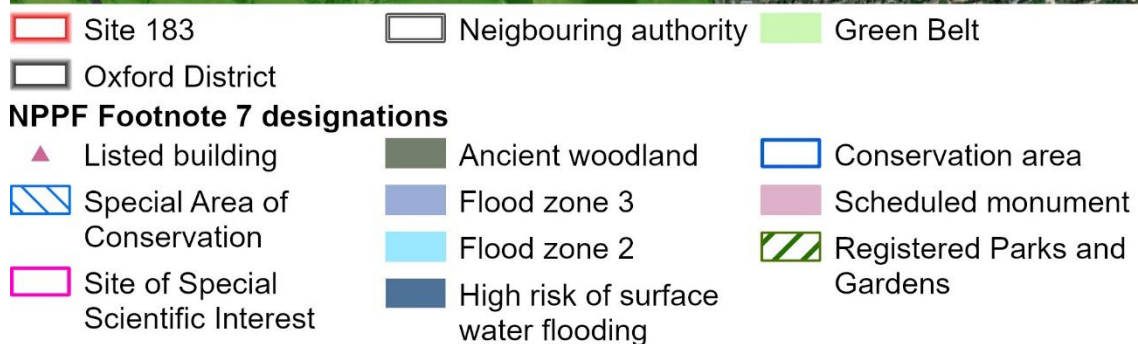 Site 183
Neigbouring authority
Green Belt
Oxford District
NPPF Footnote 7 designations
Listed building
Special Area of
Conservation
Site of Special
Scientific Interest
Ancient woodland
Flood zone 3
Flood zone 2
High risk of surface
water flooding
Conservation area
Scheduled monument
Registered Parks and
Gardens